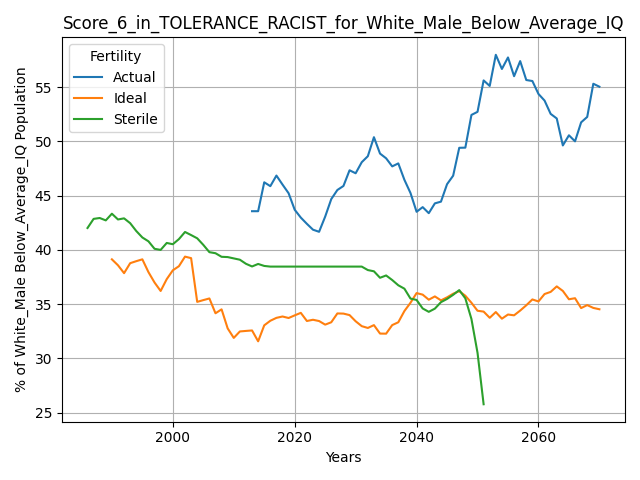 Score_6_in_TOLERANCE_RACIST_for_White_Male_Below_Average_IQ
Fertility
Actual
Ideal
Sterile
% of White_Male Below_Average_IQ Population
55
50
45
40
35
30
25
2000 2020 2040 2060
Years